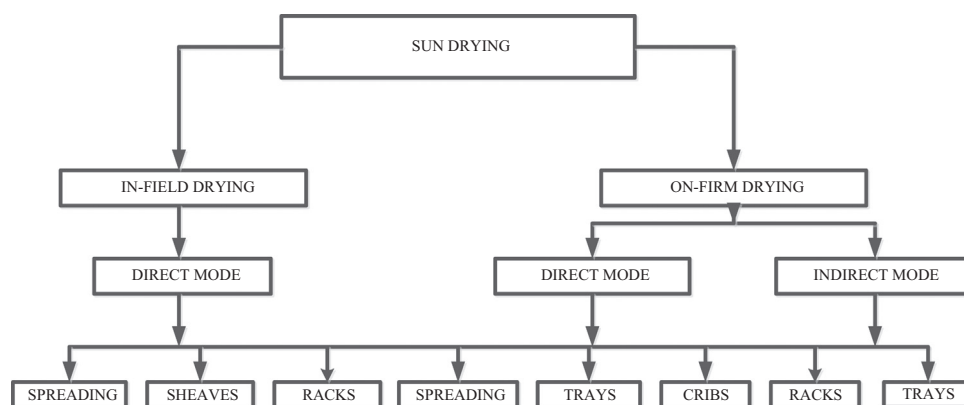 SUN DRYING
IN-FIELD DRYING
ON-FIRM DRYING
DIRECT MODE
DIRECT MODE
INDIRECT MODE
SPREADING
SHEAVES
RACKS
SPREADING
TRAYS
CRIBS
RACKS
TRAYS